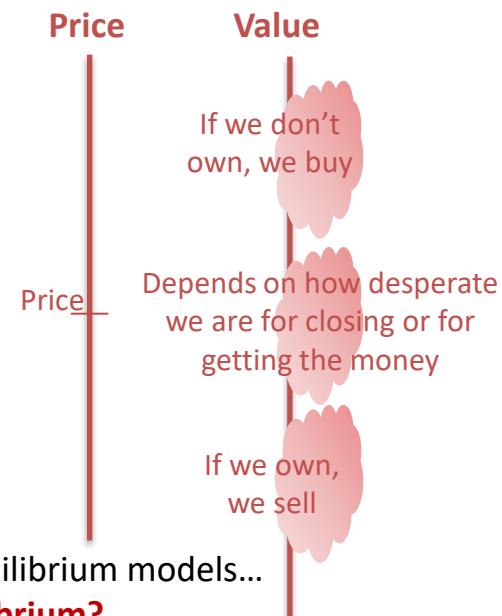 Price
Value
If we don’t
own, we buy
Price
Depends on how desperate
we are for closing or for
getting the money
If we own,
we sell
ilibrium models…
brium?